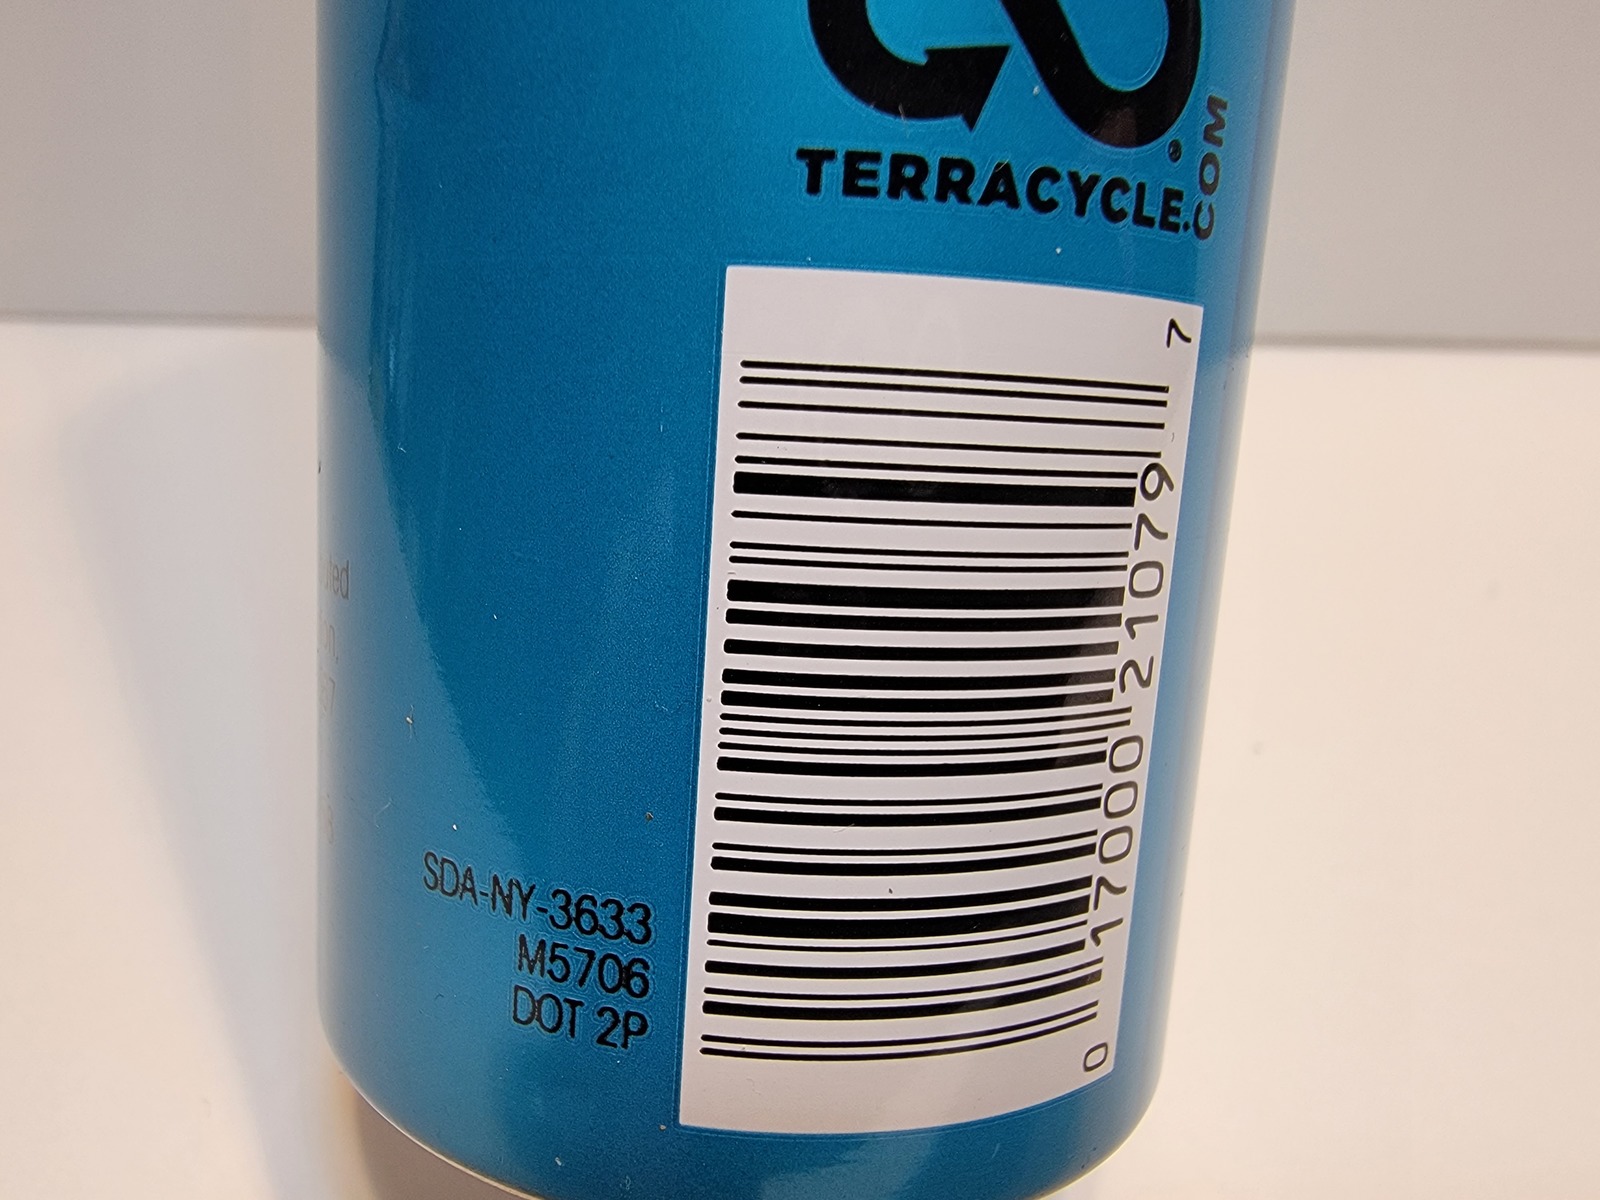 TERRACYCLE.COM
0 17000 21079 7
SDA-NY-3633
M5706
DOT 2P